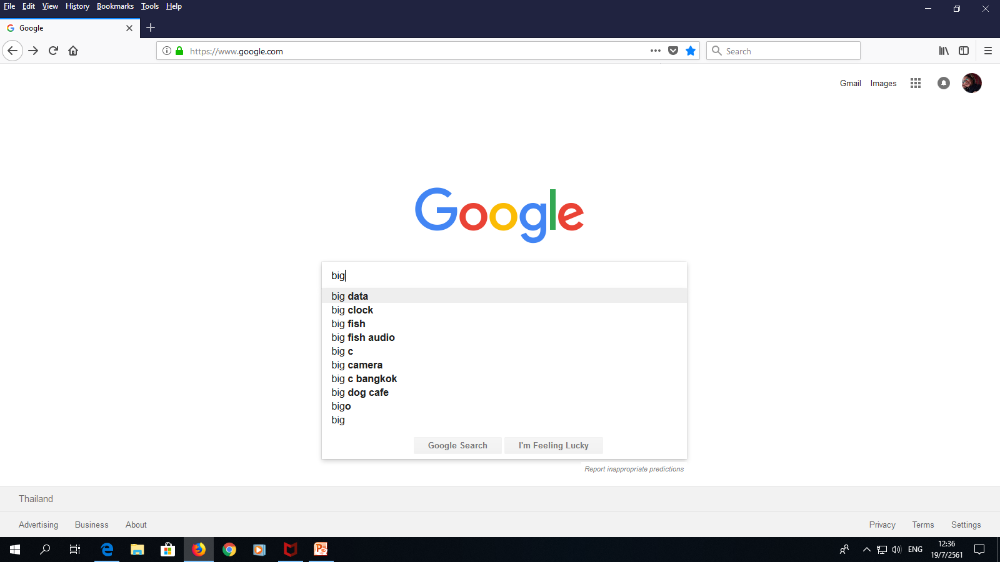 File Edit View History Bookmarks Tools Help
Google
https://www.google.com
Search
Gmail Images
Google
big
big data
big clock
big fish
big fish audio
big c
big camera
big c bangkok
big dog cafe
bigo
big
Google Search I'm Feeling Lucky
Report inappropriate predictions
Thailand
Advertising Business About Privacy Terms Settings
ENG
12:36
19/7/2561